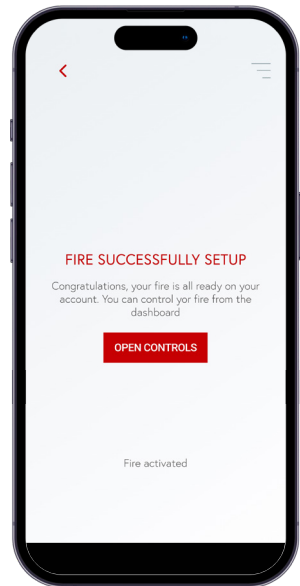 FIRE SUCCESSFULLY SETUP
Congratulations, your fire is all ready on your
account. You can control yor fire from the
dashboard
OPEN CONTROLS
Fire activated